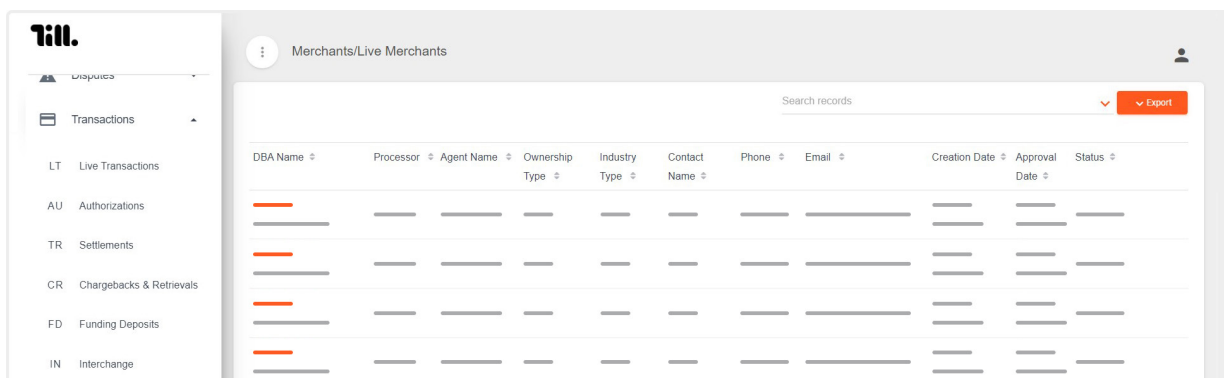 Till.
Disputes
Transactions
LT Live Transactions
AU Authorizations
TR Settlements
CR Chargebacks & Retrievals
FD Funding Deposits
IN Interchange
Merchants/Live Merchants
Search records
Export
DBA Name Processor Agent Name Ownership Industry Contact Phone Email Creation Date Approval Status
Type Type Name Date